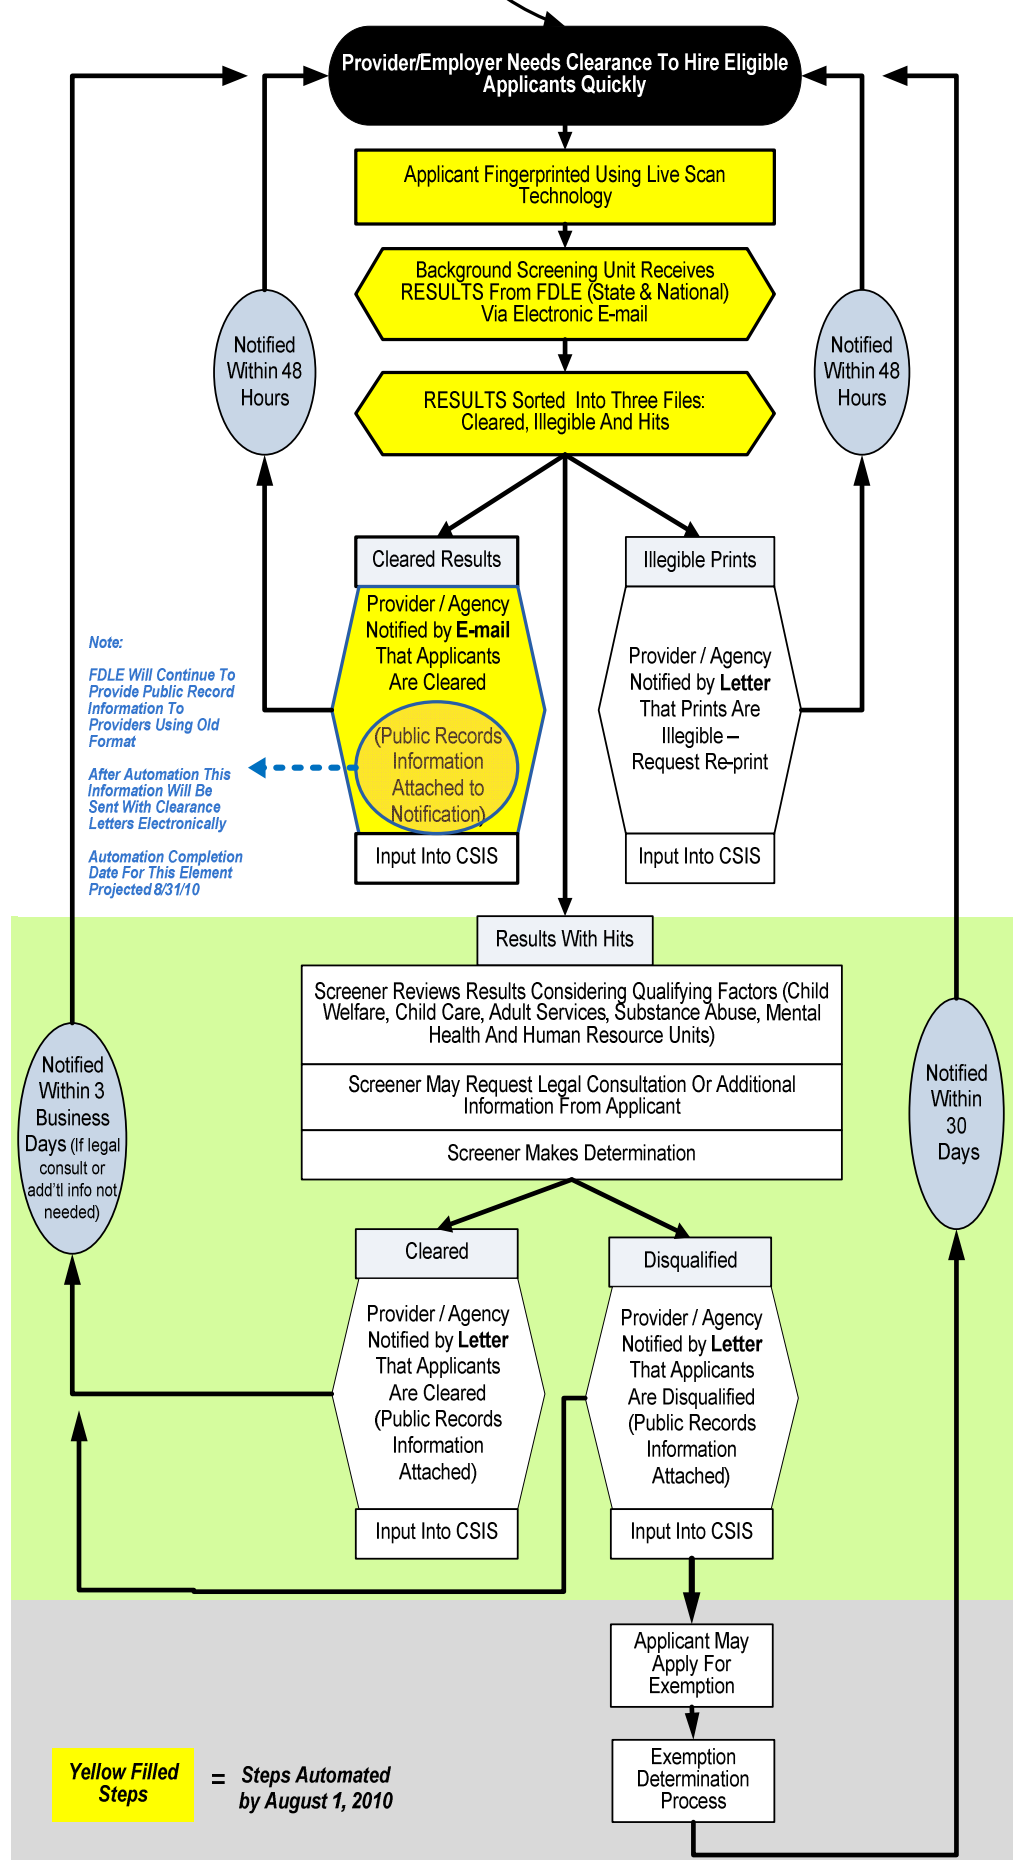 Provider/Employer Needs Clearance To Hire Eligible
Applicants Quickly
Applicant Fingerprinted Using Live Scan
Technology
Background Screening Unit Receives
RESULTS From FDLE (State & National)
Via Electronic E-mail
Notified
Within 48
Hours
Notified
Within 48
Hours
RESULTS Sorted Into Three Files:
Cleared, Illegible And Hits
Cleared Results
Provider / Agency
Notified by E-mail
That Applicants
Are Cleared
(Public Records
Information
Attached to
Notification)
Input Into CSIS
Illegible Prints
Provider / Agency
Notified by Letter
That Prints Are
Illegible –
Request Re-print
Input Into CSIS
Note:
FDLE Will Continue To
Provide Public Record
Information To
Providers Using Old
Format
After Automation This
Information Will Be
Sent With Clearance
Letters Electronically
Automation Completion
Date For This Element
Projected 8/31/10
Results With Hits
Screener Reviews Results Considering Qualifying Factors (Child
Welfare, Child Care, Adult Services, Substance Abuse, Mental
Health And Human Resource Units)
Screener May Request Legal Consultation Or Additional
Information From Applicant
Screener Makes Determination
Notified
Within 3
Business
Days (If legal
consult or
add'tl info not
needed)
Notified
Within
30
Days
Cleared
Provider / Agency
Notified by Letter
That Applicants
Are Cleared
(Public Records
Information
Attached)
Input Into CSIS
Disqualified
Provider / Agency
Notified by Letter
That Applicants
Are Disqualified
(Public Records
Information
Attached)
Input Into CSIS
Applicant May
Apply For
Exemption
Exemption
Determination
Process
Yellow Filled
Steps
= Steps Automated
by August 1, 2010